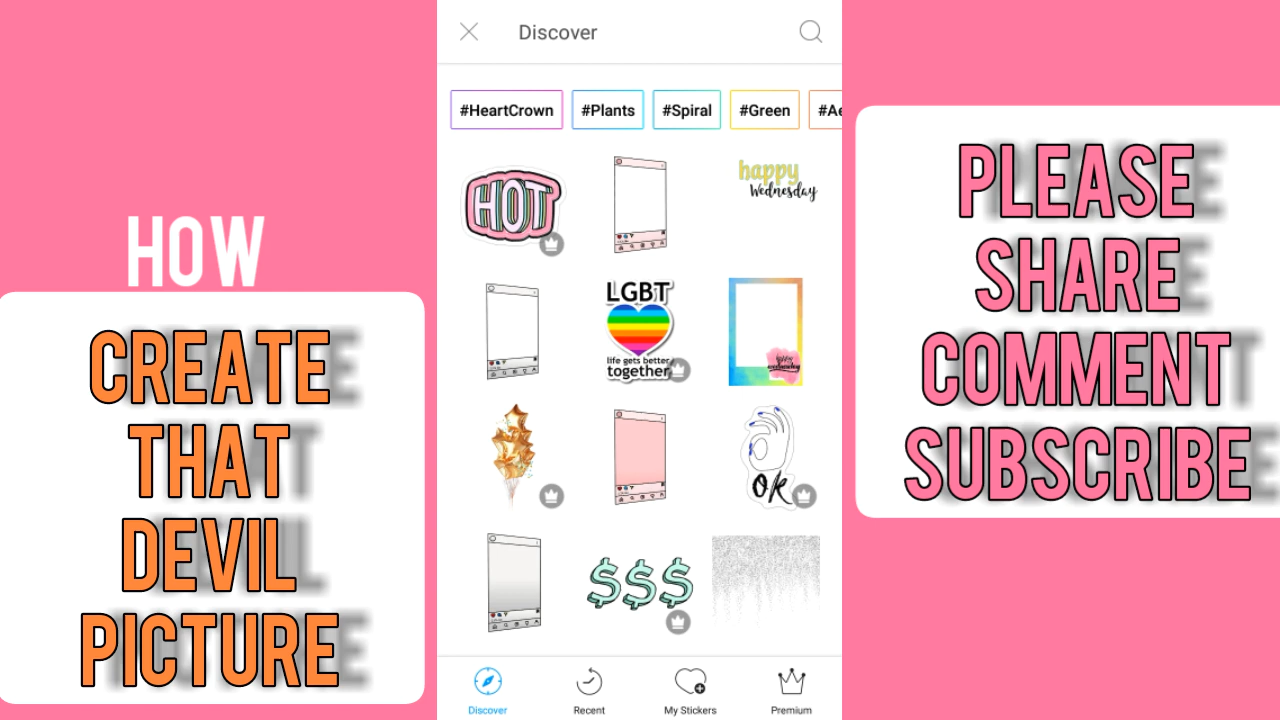 HOW
CREATE
THAT
DEVIL
PICTURE
Discover
#HeartCrown #Plants #Spiral #Green #Ae
HOT
happy
Wednesday
LGBT
life gets better
together
ok
$$$
Discover Recent My Stickers Premium
PLEASE
SHARE
COMMENT
SUBSCRIBE